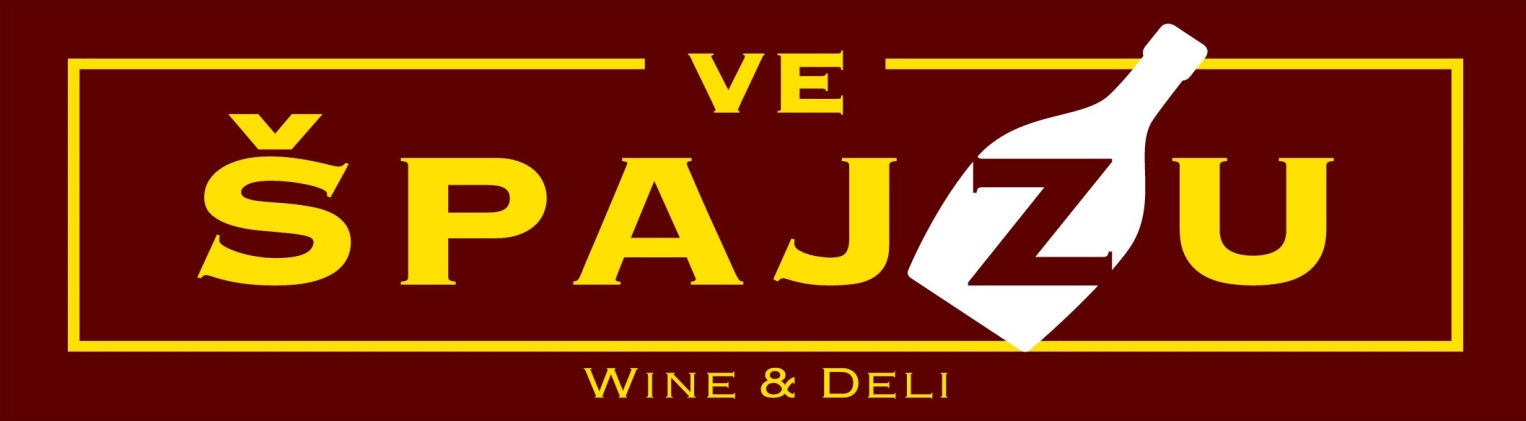 VE
ŠPAJZU
WINE & DELI